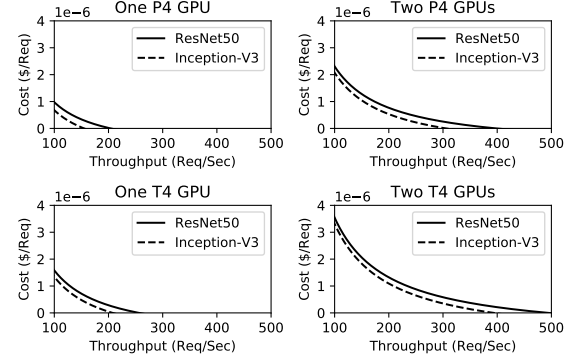 One P4 GPU
1e−6
4
3
2
1
0
Cost ($/Req)
ResNet50
Inception-V3
100 200 300 400 500
Throughput (Req/Sec)
Two P4 GPUs
1e−6
4
3
2
1
0
Cost ($/Req)
ResNet50
Inception-V3
100 200 300 400 500
Throughput (Req/Sec)
One T4 GPU
1e−6
4
3
2
1
0
Cost ($/Req)
ResNet50
Inception-V3
100 200 300 400 500
Throughput (Req/Sec)
Two T4 GPUs
1e−6
4
3
2
1
0
Cost ($/Req)
ResNet50
Inception-V3
100 200 300 400 500
Throughput (Req/Sec)